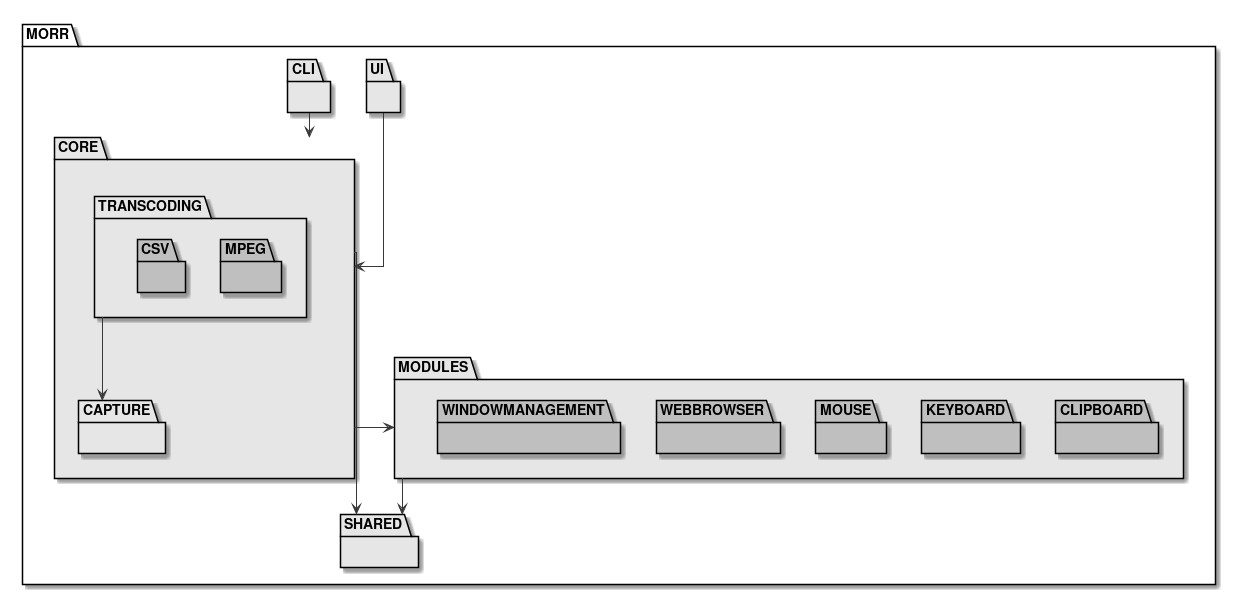 MORR
CLI
UI
CORE
TRANSCODING
CSV
MPEG
MODULES
CAPTURE
WINDOWMANAGEMENT
WEBBROWSER
MOUSE
KEYBOARD
CLIPBOARD
SHARED